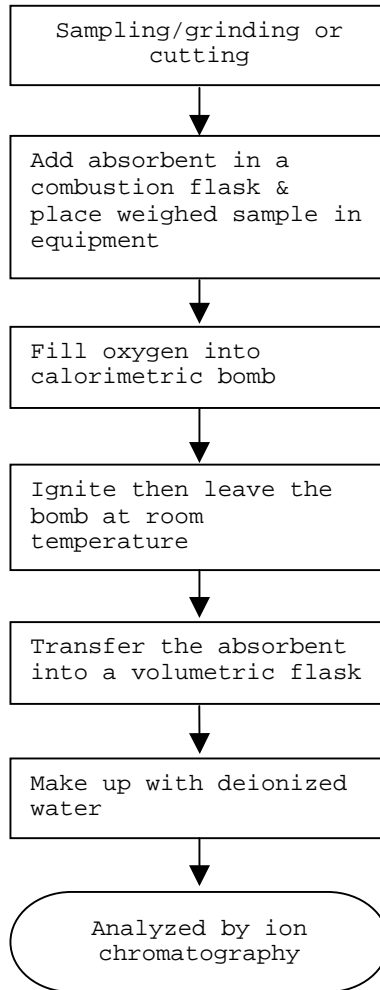 Sampling/grinding or
cutting
Add absorbent in a
combustion flask &
place weighed sample in
equipment
Fill oxygen into
calorimetric bomb
Ignite then leave the
bomb at room
temperature
Transfer the absorbent
into a volumetric flask
Make up with deionized
water
Analyzed by ion
chromatography